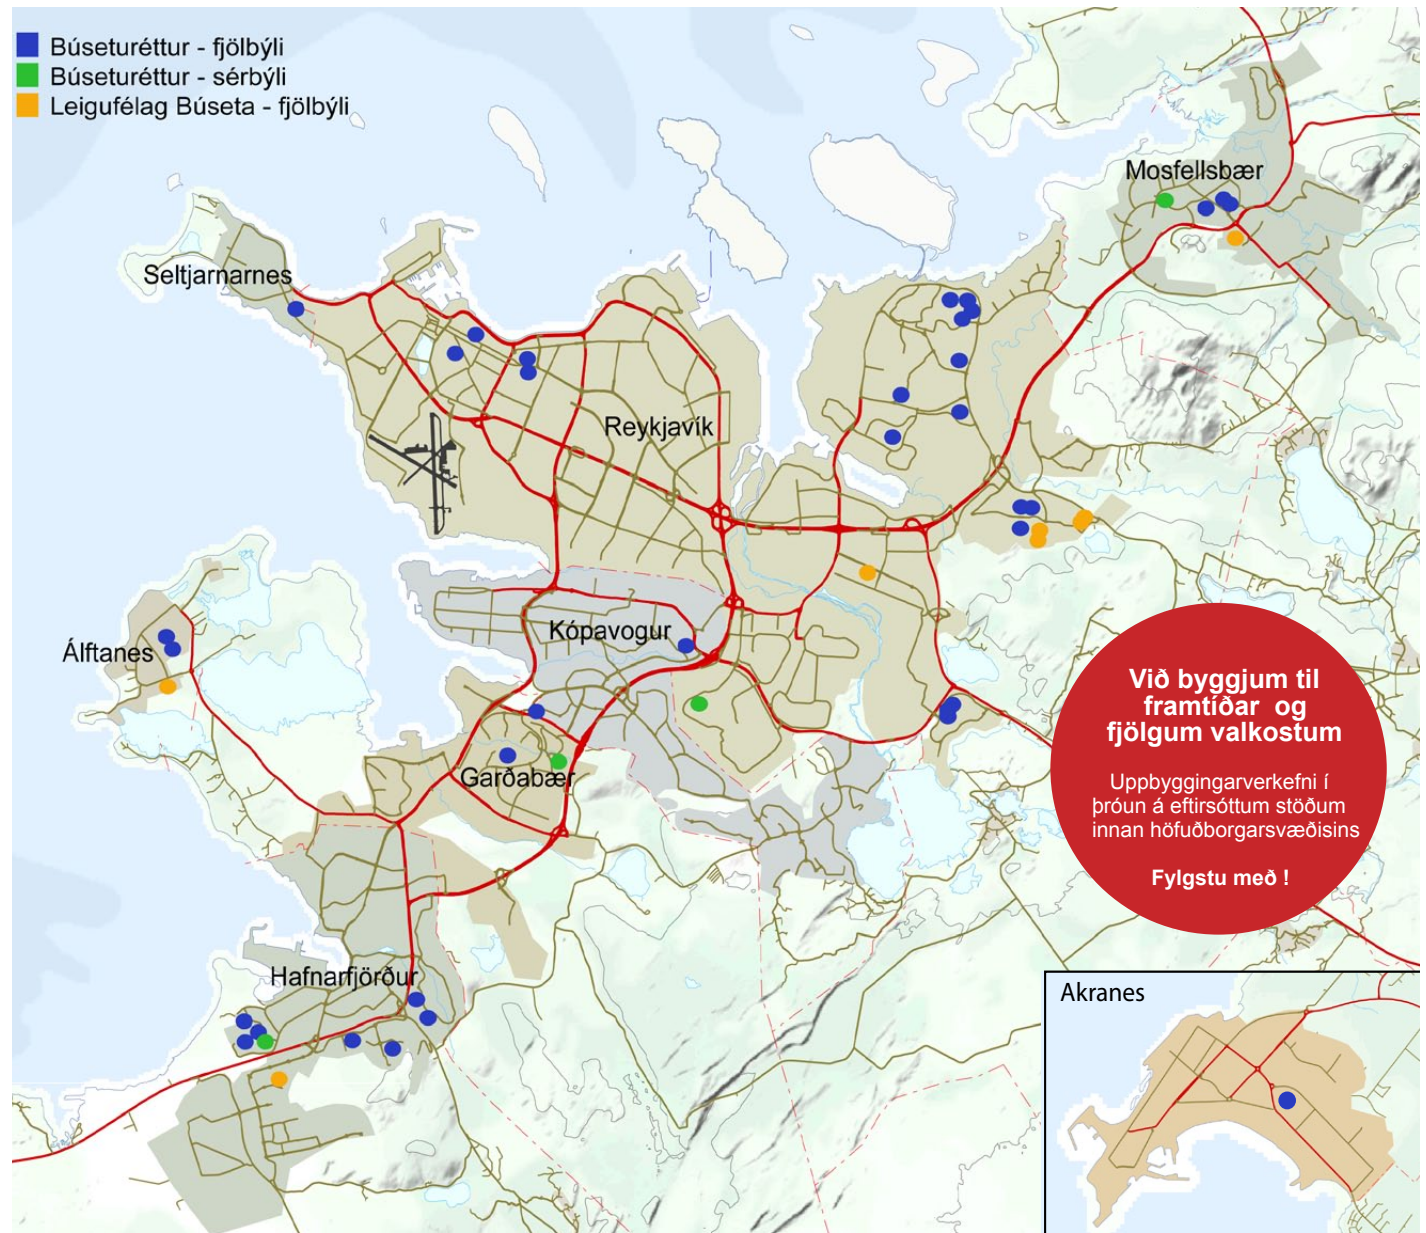 Búseturéttur - fjölbýli
Búseturéttur - sérbýli
Leigufélag Búseta - fjölbýli
Mosfellsbær
Seltjarnarnes
Reykjavík
Kópavogur
Álftanes
Garðabær
Við byggjum til
framtíðar og
fjölgum valkostum
Uppbyggingarverkefni í
þróun á eftirsóttum stöðum
innan höfuðborgarsvæðisins
Fylgstu með !
Hafnarfjörður
Akranes